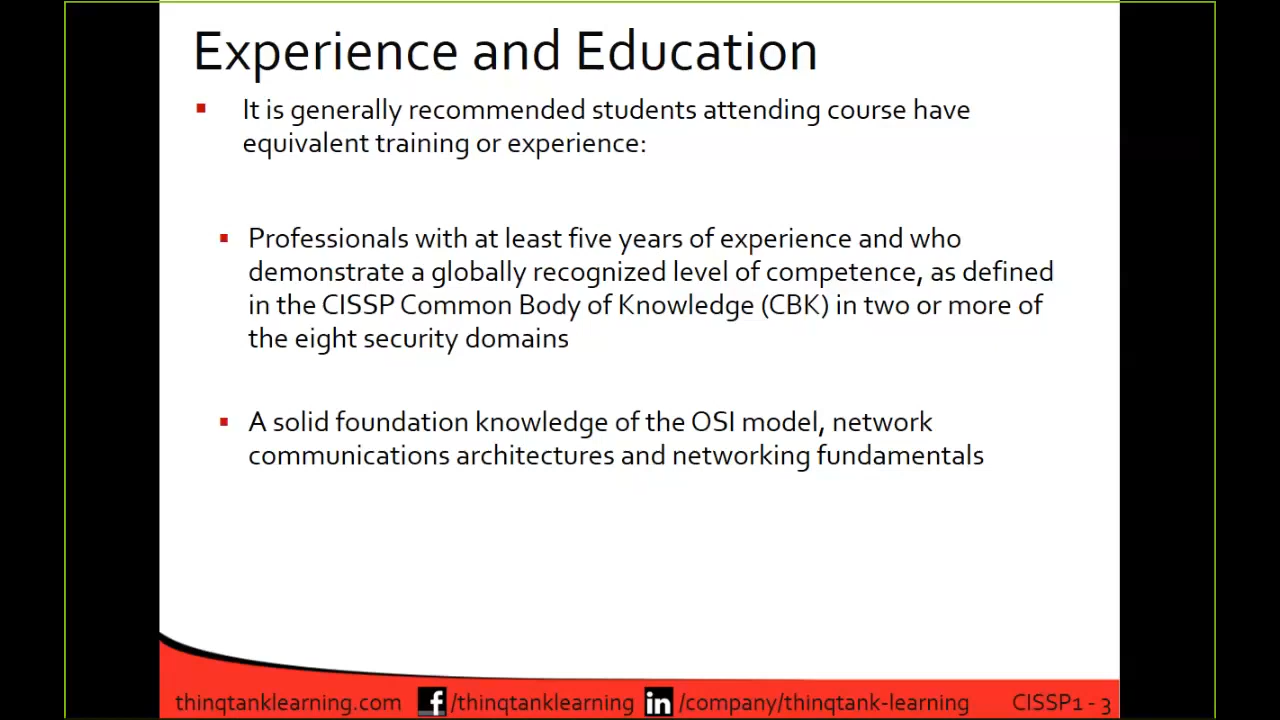 Experience and Education
It is generally recommended students attending course have
equivalent training or experience:
Professionals with at least five years of experience and who
demonstrate a globally recognized level of competence, as defined
in the CISSP Common Body of Knowledge (CBK) in two or more of
the eight security domains
A solid foundation knowledge of the OSI model, network
communications architectures and networking fundamentals
thinqtanklearning.com f /thinqtanklearning in /company/thinqtank-learning CISSP1 - 3